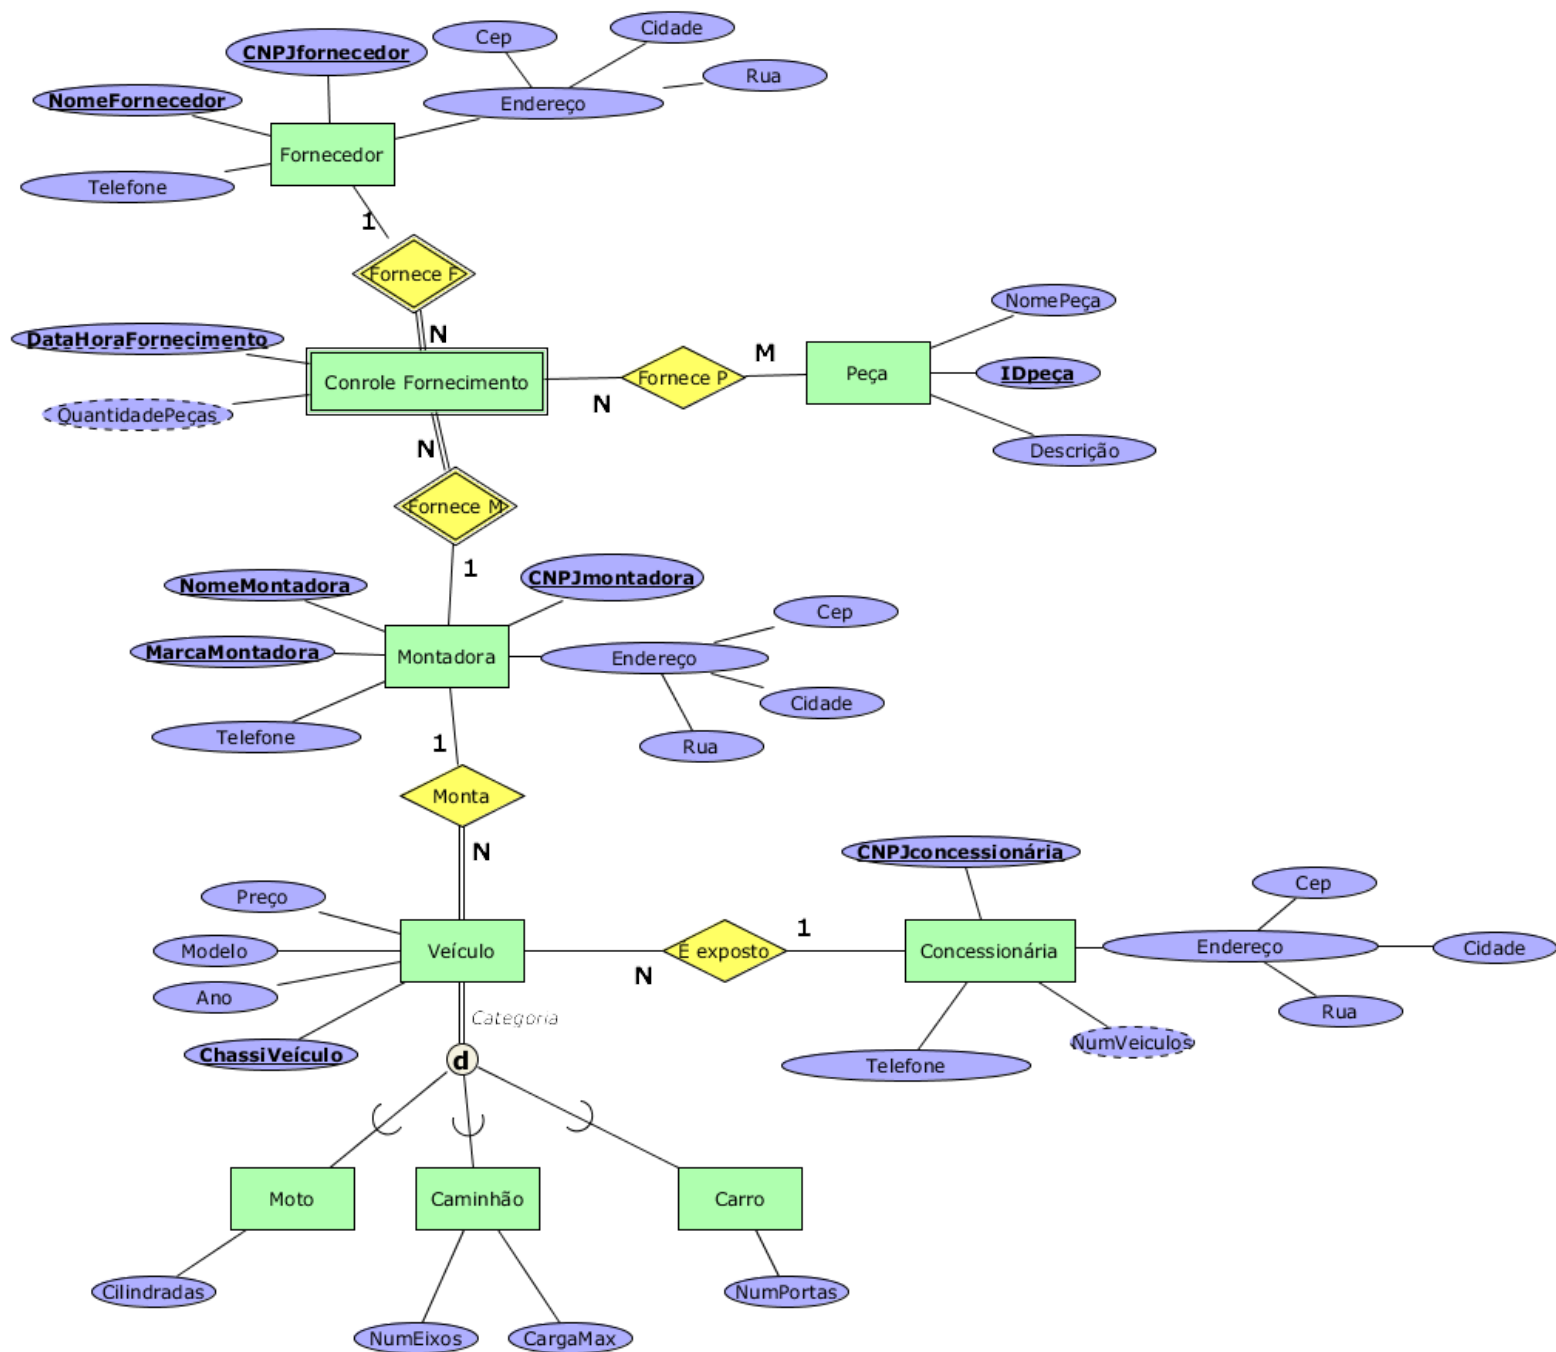 Cidade
Cep
CNPJfornecedor
Rua
NomeFornecedor
Endereço
Fornecedor
Telefone
1
Fornece F
NomePeça
N
DataHoraFornecimento
M
Conrole Fornecimento
Fornece P
Peça
IDpeça
N
QuantidadePeças
N
Descrição
Fornece M
1
CNPJmontadora
NomeMontadora
Cep
MarcaMontadora
Montadora
Endereço
Cidade
Telefone
1
Rua
Monta
N
CNPJconcessionária
Cep
Preço
1
Modelo
Veículo
É exposto
Concessionária
Endereço
Cidade
N
Ano
Rua
Categoria
NumVeiculos
ChassiVeículo
d
Telefone
Moto
Caminhão
Carro
Cilindradas
NumPortas
NumEixos
CargaMax